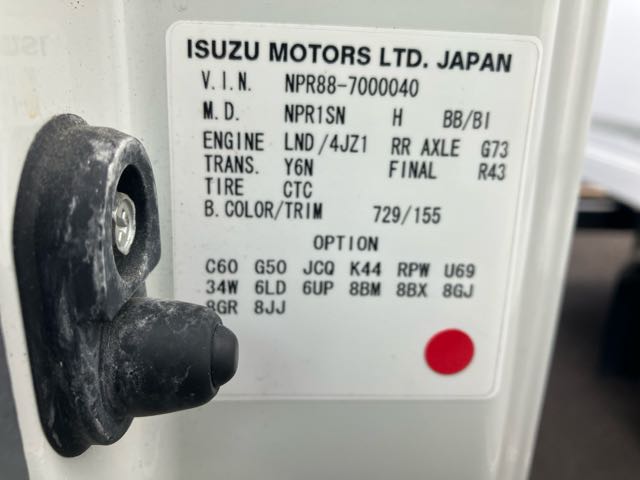 ISUZU MOTORS LTD. JAPAN
V.I.N. NPR88-7000040
M.D. NPR1SN H BB/BI
ENGINE LND/4JZ1 RR AXLE G73
TRANS. Y6N FINAL R43
TIRE CTC
B.COLOR/TRIM 729/155
OPTION
C60 G50 JCQ K44 RPW U69
34W 6LD 6UP 8BM 8BX 8GJ
8GR 8JJ